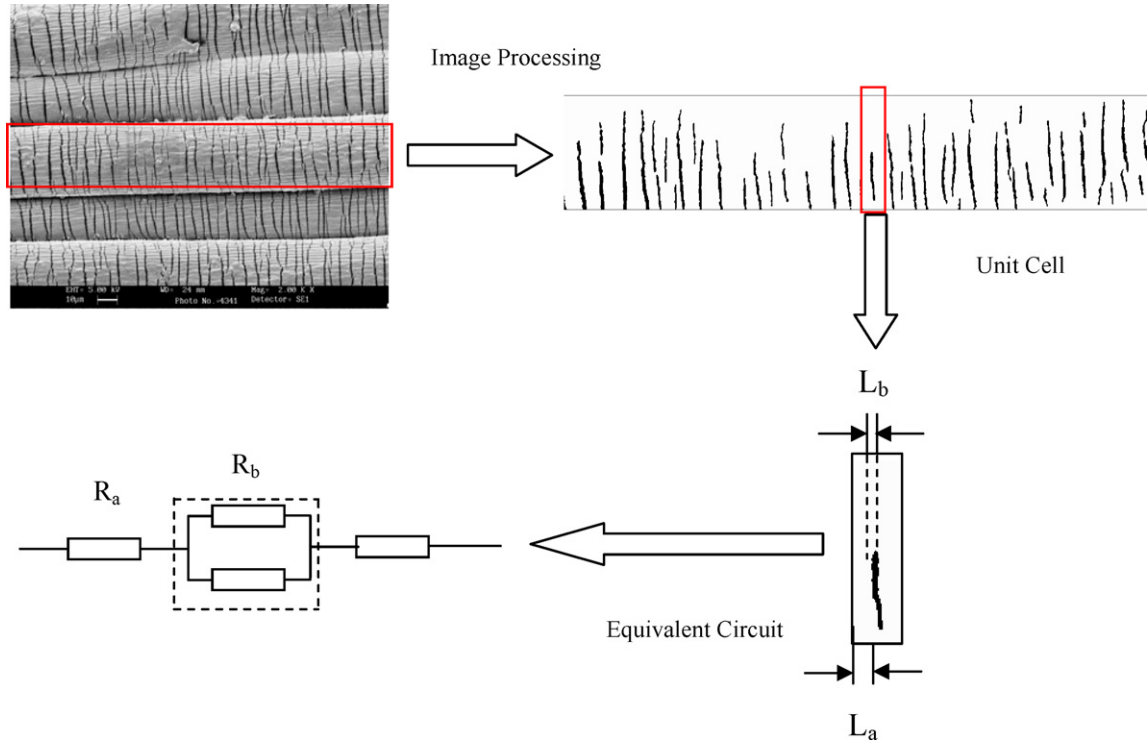 Image Processing
EHT= 5.00 kV WD= 24 mm Mag= 2.00 K X
10μm Photo No.=4341 Detector= SE1
Unit Cell
Lb
Rb
Ra
Equivalent Circuit
La